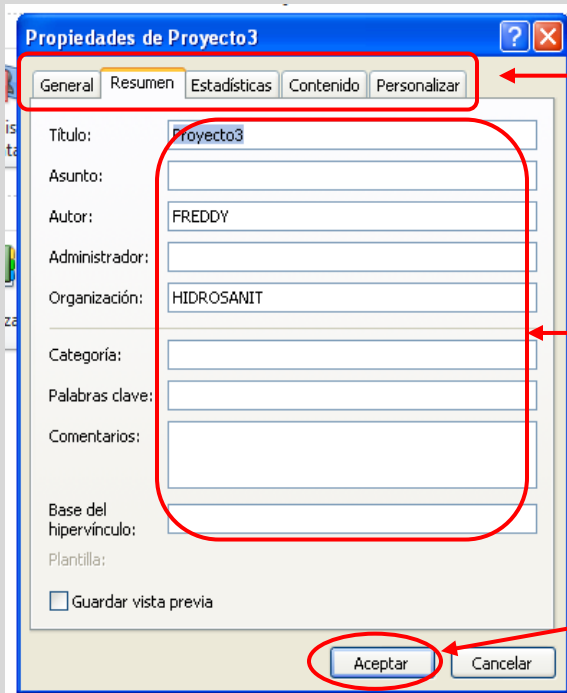 Propiedades de Proyecto3
General Resumen Estadísticas Contenido Personalizar
Título: Proyecto3
Asunto:
Autor: FREDDY
Administrador:
Organización: HIDROSANIT
Categoría:
Palabras clave:
Comentarios:
Base del
hipervínculo:
Plantilla:
Guardar vista previa
Aceptar Cancelar